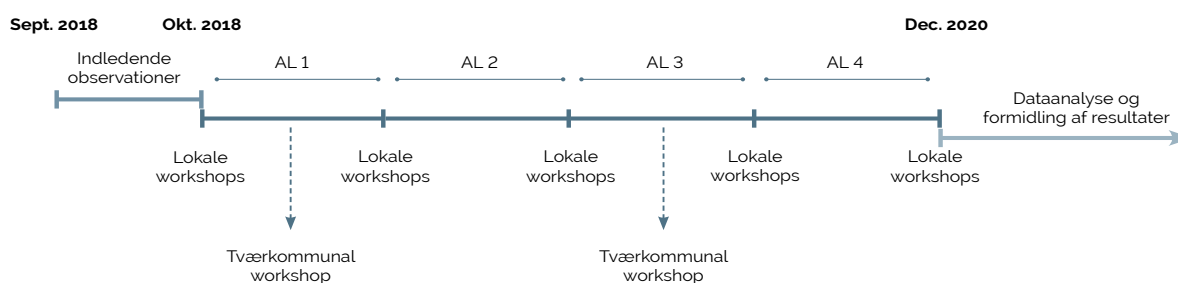 Sept. 2018
Okt. 2018
Dec. 2020
Indledende
observationer
AL 1
AL 2
AL 3
AL 4
Dataanalyse og
formidling af resultater
Lokale
workshops
Lokale
workshops
Lokale
workshops
Lokale
workshops
Lokale
workshops
Tværkommunal
workshop
Tværkommunal
workshop